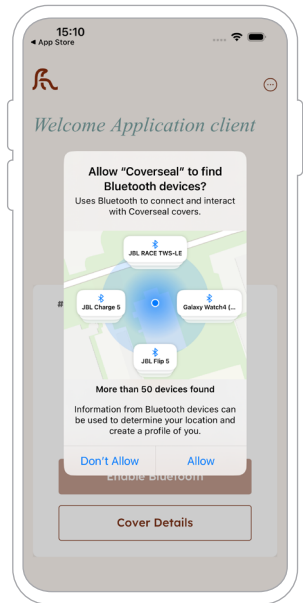 15:10
◀ App Store
Welcome Application client
Allow “Coverseal” to find
Bluetooth devices?
Uses Bluetooth to connect and interact
with Coverseal covers.
JBL RACE TWS-LE
#
JBL Charge 5
Galaxy Watch4 (...
JBL Flip 5
More than 50 devices found
Information from Bluetooth devices can
be used to determine your location and
create a profile of you.
Don't Allow
Allow
Enable Bluetooth
Cover Details